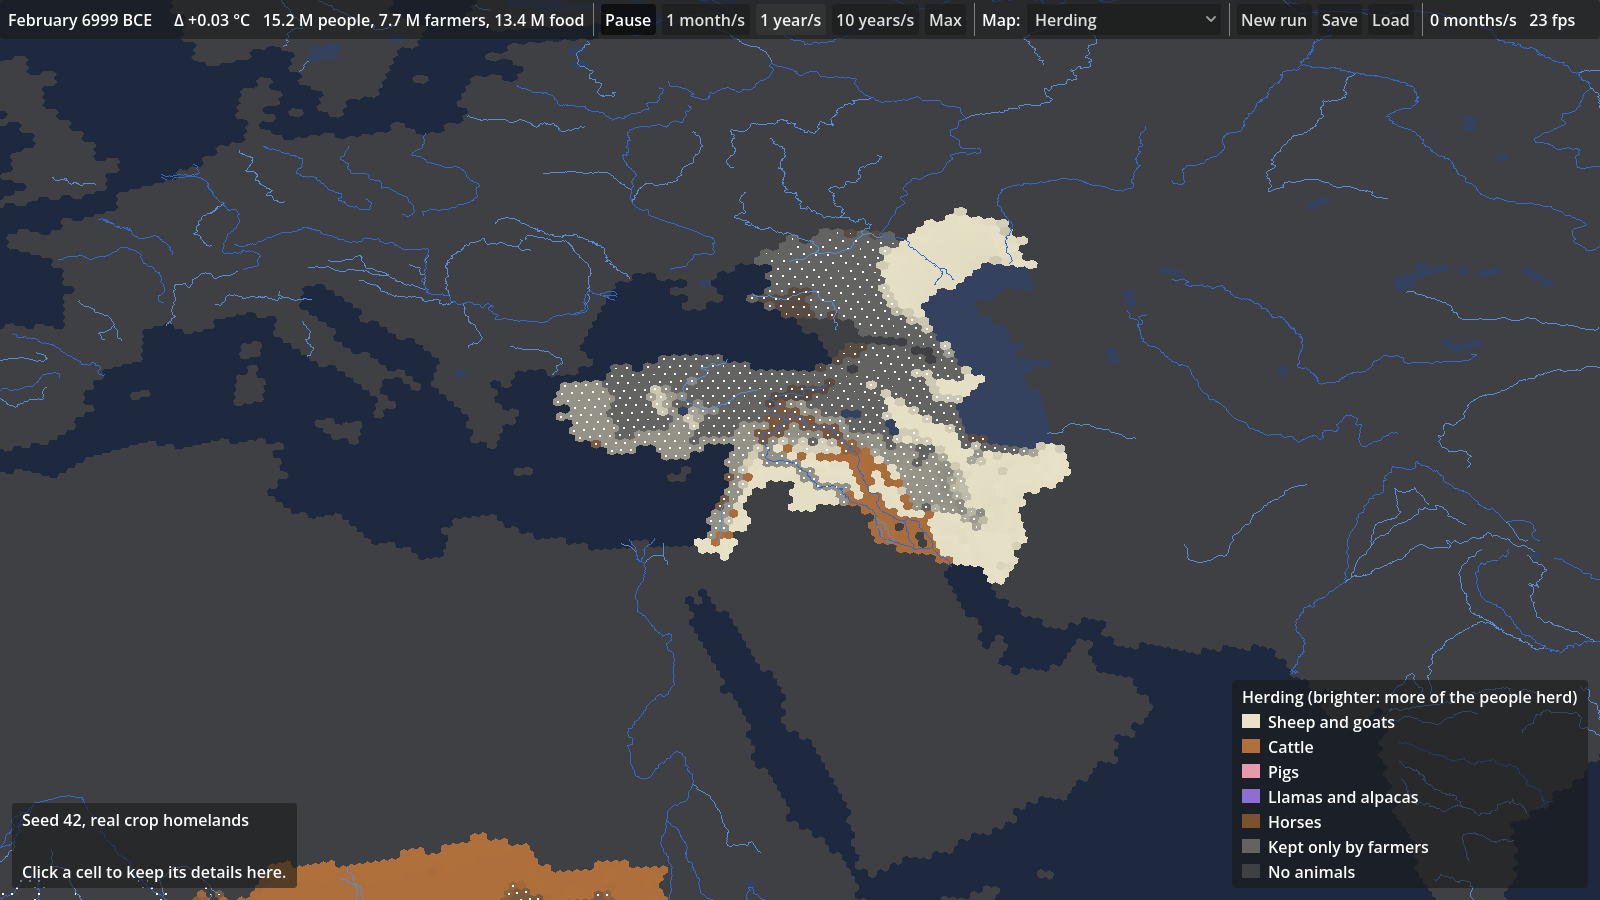 February 6999 BCE Δ +0.03 °C 15.2 M people, 7.7 M farmers, 13.4 M food Pause 1 month/s 1 year/s 10 years/s Max Map: Herding New run Save Load 0 months/s 23 fps
Herding (brighter: more of the people herd)
Sheep and goats
Cattle
Pigs
Llamas and alpacas
Horses
Kept only by farmers
No animals
Seed 42, real crop homelands
Click a cell to keep its details here.